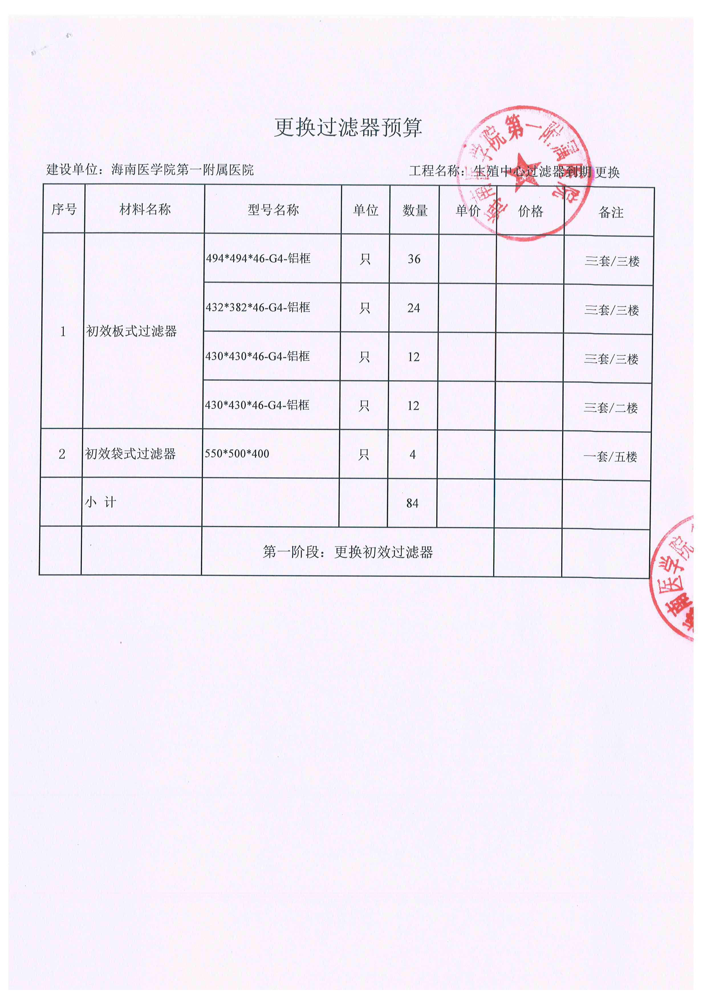 更换过滤器预算
建设单位：海南医学院第一附属医院 工程名称：生殖中心过滤器到期更换
序号 材料名称 型号名称 单位 数量 单价 价格 备注
1 初效板式过滤器
494*494*46-G4-铝框 只 36 三套/三楼
432*382*46-G4-铝框 只 24 三套/三楼
430*430*46-G4-铝框 只 12 三套/三楼
430*430*46-G4-铝框 只 12 三套/二楼
2 初效袋式过滤器 550*500*400 只 4 一套/五楼
小 计 84
第一阶段：更换初效过滤器
海南医学院第一附属医院
海南医学院